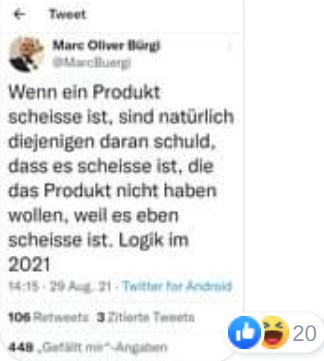 ← Tweet
Marc Oliver Bürgi
@MarcBuergi
Wenn ein Produkt
scheisse ist, sind natürlich
diejenigen daran schuld,
dass es scheisse ist, die
das Produkt nicht haben
wollen, weil es eben
scheisse ist. Logik im
2021
14:15 · 29 Aug. 21 · Twitter for Android
106 Retweets 3 Zitierte Tweets
448 „Gefällt mir“-Angaben
20